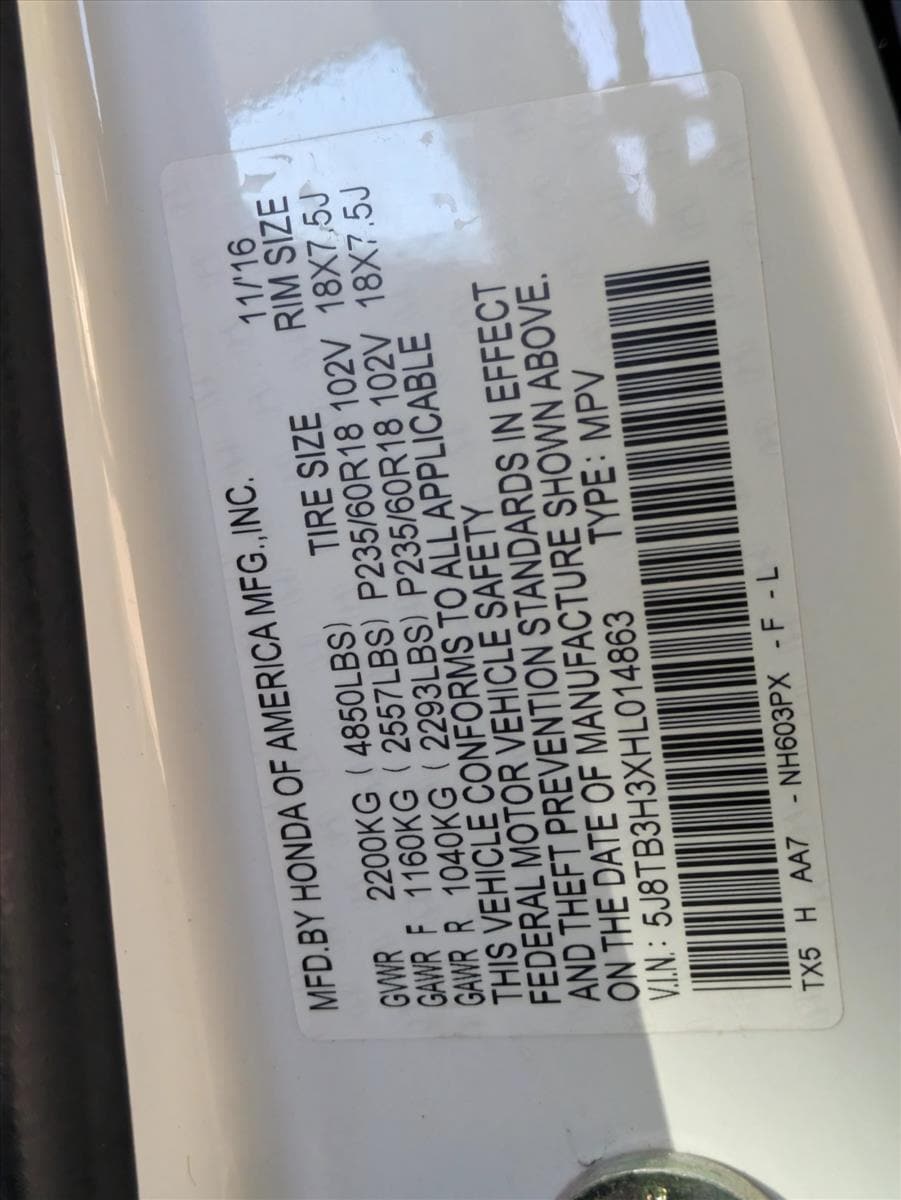 MFD.BY HONDA OF AMERICA MFG.,INC. 11/'16
TIRE SIZE RIM SIZE
GVWR 2200KG ( 4850LBS)
GAWR F 1160KG ( 2557LBS) P235/60R18 102V 18X7.5J
GAWR R 1040KG ( 2293LBS) P235/60R18 102V 18X7.5J
THIS VEHICLE CONFORMS TO ALL APPLICABLE
FEDERAL MOTOR VEHICLE SAFETY
AND THEFT PREVENTION STANDARDS IN EFFECT
ON THE DATE OF MANUFACTURE SHOWN ABOVE.
V.I.N.: 5J8TB3H3XHL014863 TYPE: MPV
TX5 H AA7 - NH603PX - F - L